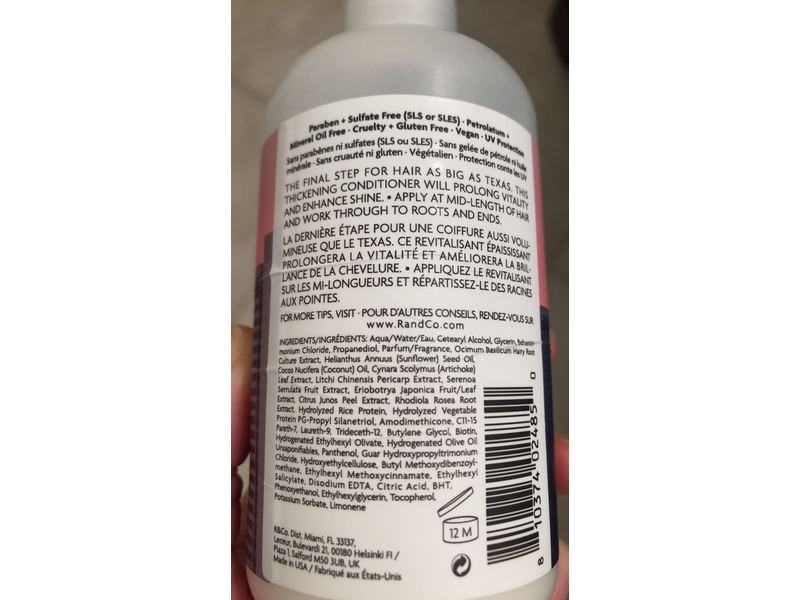 Paraben + Sulfate Free (SLS or SLES) · Petrolatum +
Mineral Oil Free · Cruelty + Gluten Free · Vegan · UV Protection
Sans parabènes ni sulfates (SLS ou SLES) · Sans gelée de pétrole ni huile
minérale · Sans cruauté ni gluten · Végétalien · Protection conte les UV
THE FINAL STEP FOR HAIR AS BIG AS TEXAS. THIS
THICKENING CONDITIONER WILL PROLONG VITALITY
AND ENHANCE SHINE. • APPLY AT MID-LENGTH OF HAIR
AND WORK THROUGH TO ROOTS AND ENDS.
LA DERNIÈRE ÉTAPE POUR UNE COIFFURE AUSSI VOLU-
MINEUSE QUE LE TEXAS. CE REVITALISANT ÉPAISSISSANT
PROLONGERA LA VITALITÉ ET AMÉLIORERA LA BRIL-
LANCE DE LA CHEVELURE. • APPLIQUEZ LE REVITALISANT
SUR LES MI-LONGUEURS ET RÉPARTISSEZ-LE DES RACINES
AUX POINTES.
FOR MORE TIPS, VISIT · POUR D'AUTRES CONSEILS, RENDEZ-VOUS SUR
www.RandCo.com
INGREDIENTS/INGRÉDIENTS: Aqua/Water/Eau, Cetearyl Alcohol, Glycerin, Behentri-
monium Chloride, Propanediol, Parfum/Fragrance, Ocimum Basilicum Hairy Root
Culture Extract, Helianthus Annuus (Sunflower) Seed Oil,
Cocos Nucifera (Coconut) Oil, Cynara Scolymus (Artichoke)
Leaf Extract, Litchi Chinensis Pericarp Extract, Serenoa
Serrulata Fruit Extract, Eriobotrya Japonica Fruit/Leaf
Extract, Citrus Junos Peel Extract, Rhodiola Rosea Root
Extract, Hydrolyzed Rice Protein, Hydrolyzed Vegetable
Protein PG-Propyl Silanetriol, Amodimethicone, C11-15
Pareth-7, Laureth-9, Trideceth-12, Butylene Glycol, Biotin,
Hydrogenated Ethylhexyl Olivate, Hydrogenated Olive Oil
Unsaponifiables, Panthenol, Guar Hydroxypropyltrimonium
Chloride, Hydroxyethylcellulose, Butyl Methoxydibenzoyl-
methane, Ethylhexyl Methoxycinnamate, Ethylhexyl
Salicylate, Disodium EDTA, Citric Acid, BHT,
Phenoxyethanol, Ethylhexylglycerin, Tocopherol,
Potassium Sorbate, Limonene
12 M
R&Co. Dist. Miami, FL 33137,
Leceur, Bulevardi 21, 00180 Helsinki FI /
Plaza 1, Salford M50 3UB, UK
Made in USA / Fabriqué aux États-Unis
8 10374 02485 0